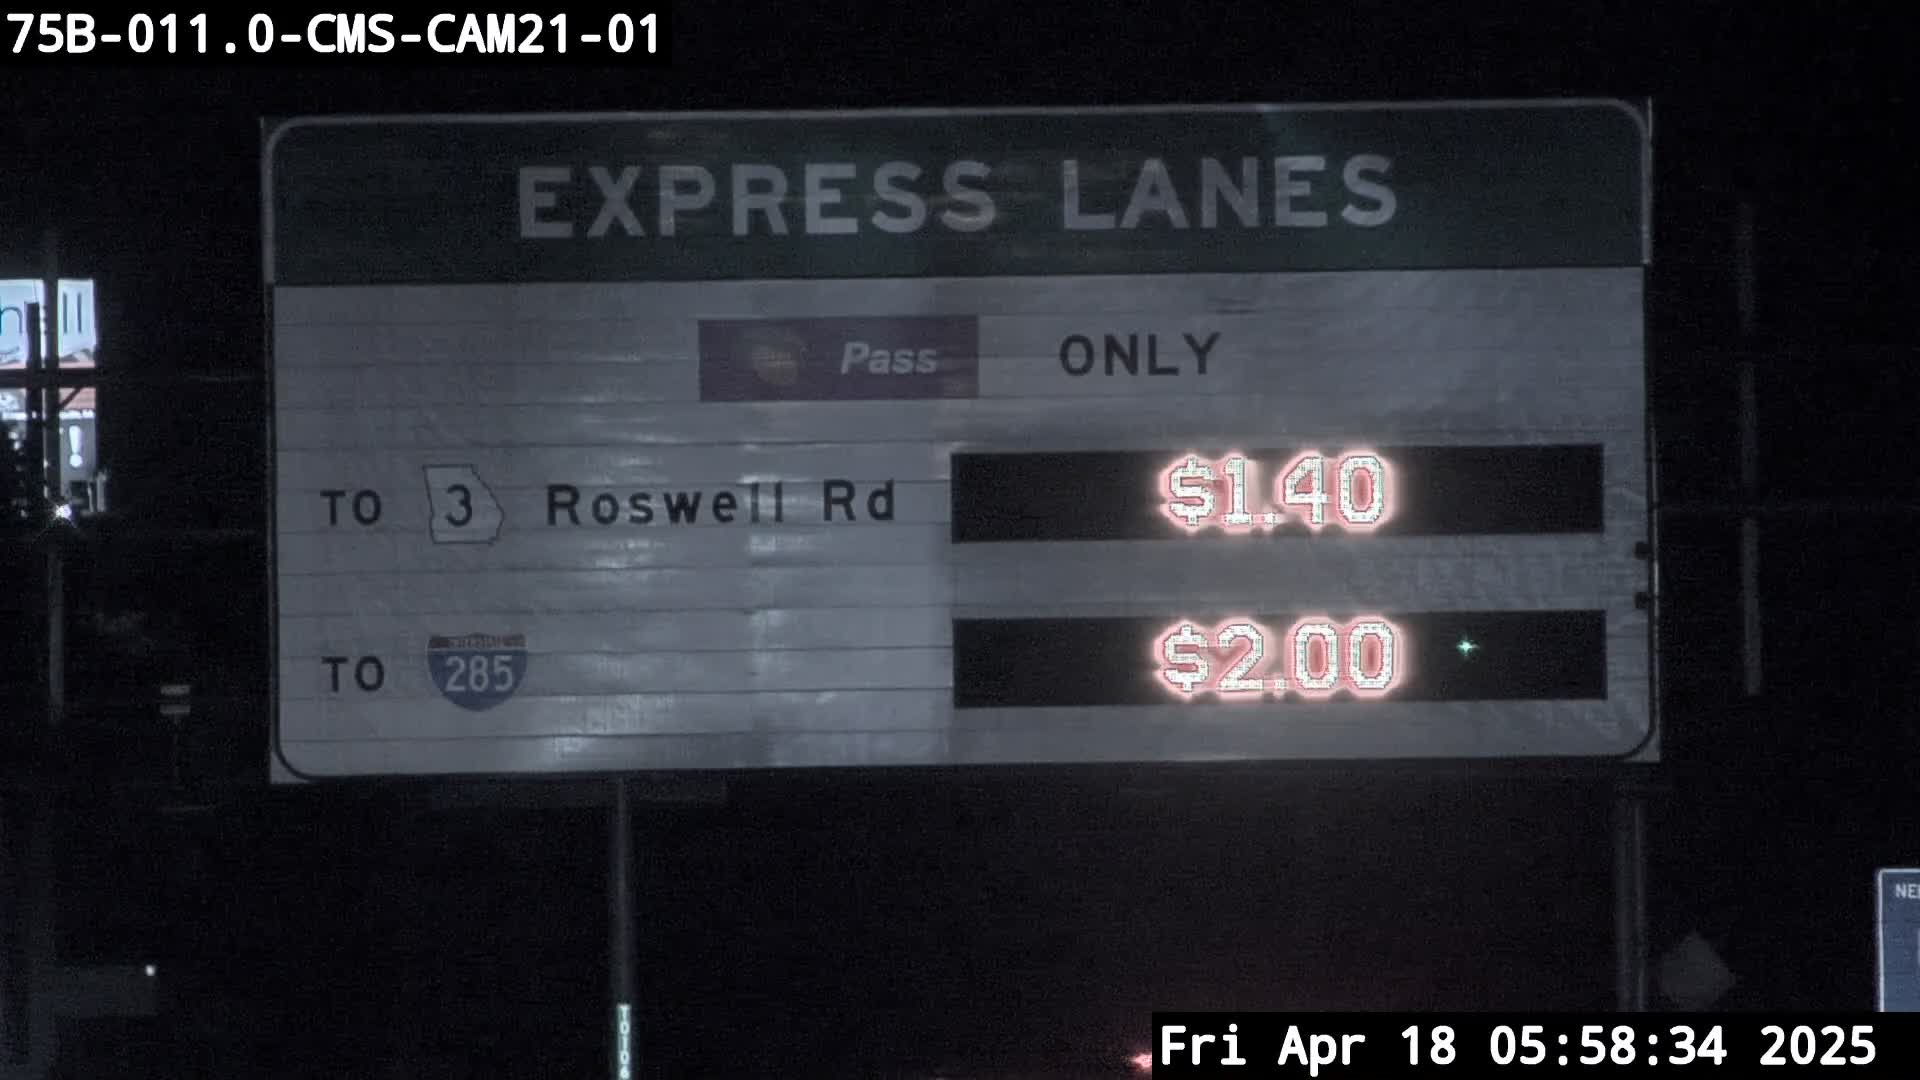 75B-011.0-CMS-CAM21-01
EXPRESS LANES
Pass ONLY
TO 3 Roswell Rd $1.40
INTERSTATE
TO 285 $2.00
Fri Apr 18 05:58:34 2025